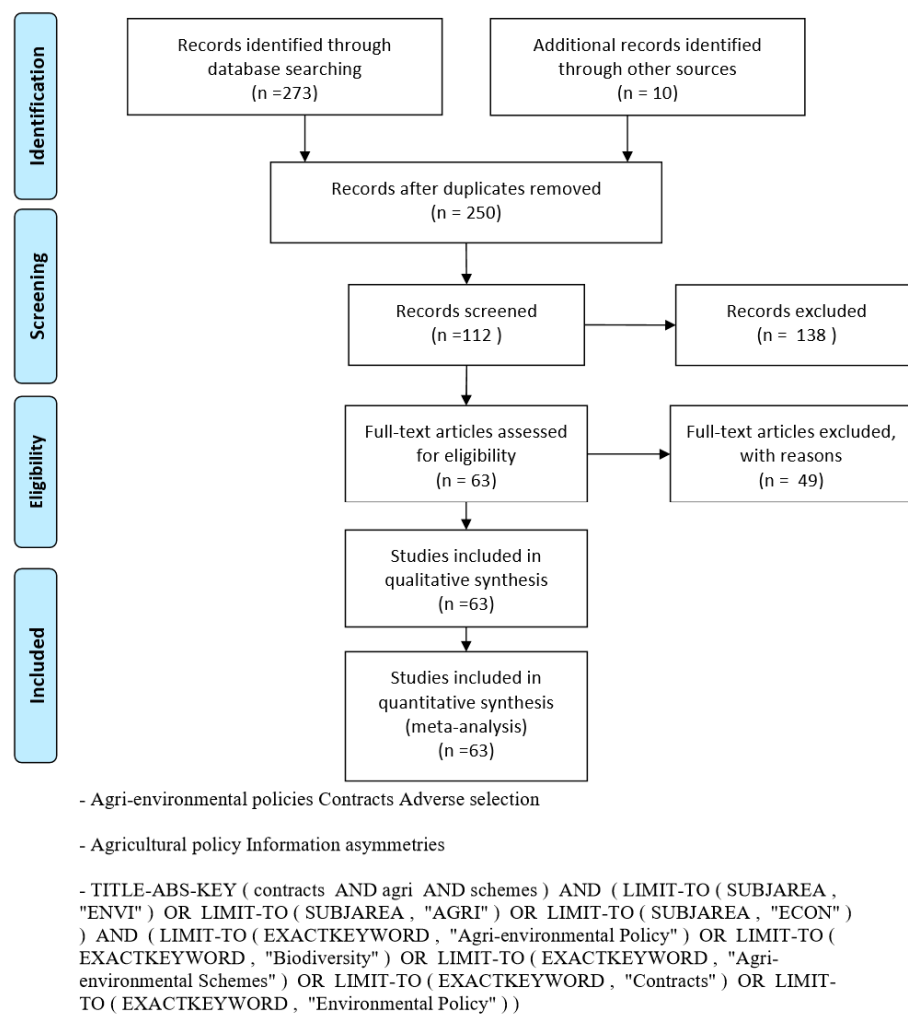 Identification
Records identified through
database searching
(n =273)
Additional records identified
through other sources
(n = 10)
Records after duplicates removed
(n = 250)
Screening
Records screened
(n =112 )
Records excluded
(n = 138 )
Eligibility
Full-text articles assessed
for eligibility
(n = 63)
Full-text articles excluded,
with reasons
(n = 49)
Included
Studies included in
qualitative synthesis
(n =63)
Studies included in
quantitative synthesis
(meta-analysis)
(n =63)
- Agri-environmental policies Contracts Adverse selection
- Agricultural policy Information asymmetries
- TITLE-ABS-KEY ( contracts AND agri AND schemes ) AND ( LIMIT-TO ( SUBJAREA ,
"ENVI" ) OR LIMIT-TO ( SUBJAREA , "AGRI" ) OR LIMIT-TO ( SUBJAREA , "ECON" )
) AND ( LIMIT-TO ( EXACTKEYWORD , "Agri-environmental Policy" ) OR LIMIT-TO (
EXACTKEYWORD , "Biodiversity" ) OR LIMIT-TO ( EXACTKEYWORD , "Agri-
environmental Schemes" ) OR LIMIT-TO ( EXACTKEYWORD , "Contracts" ) OR LIMIT-
TO ( EXACTKEYWORD , "Environmental Policy" ) )